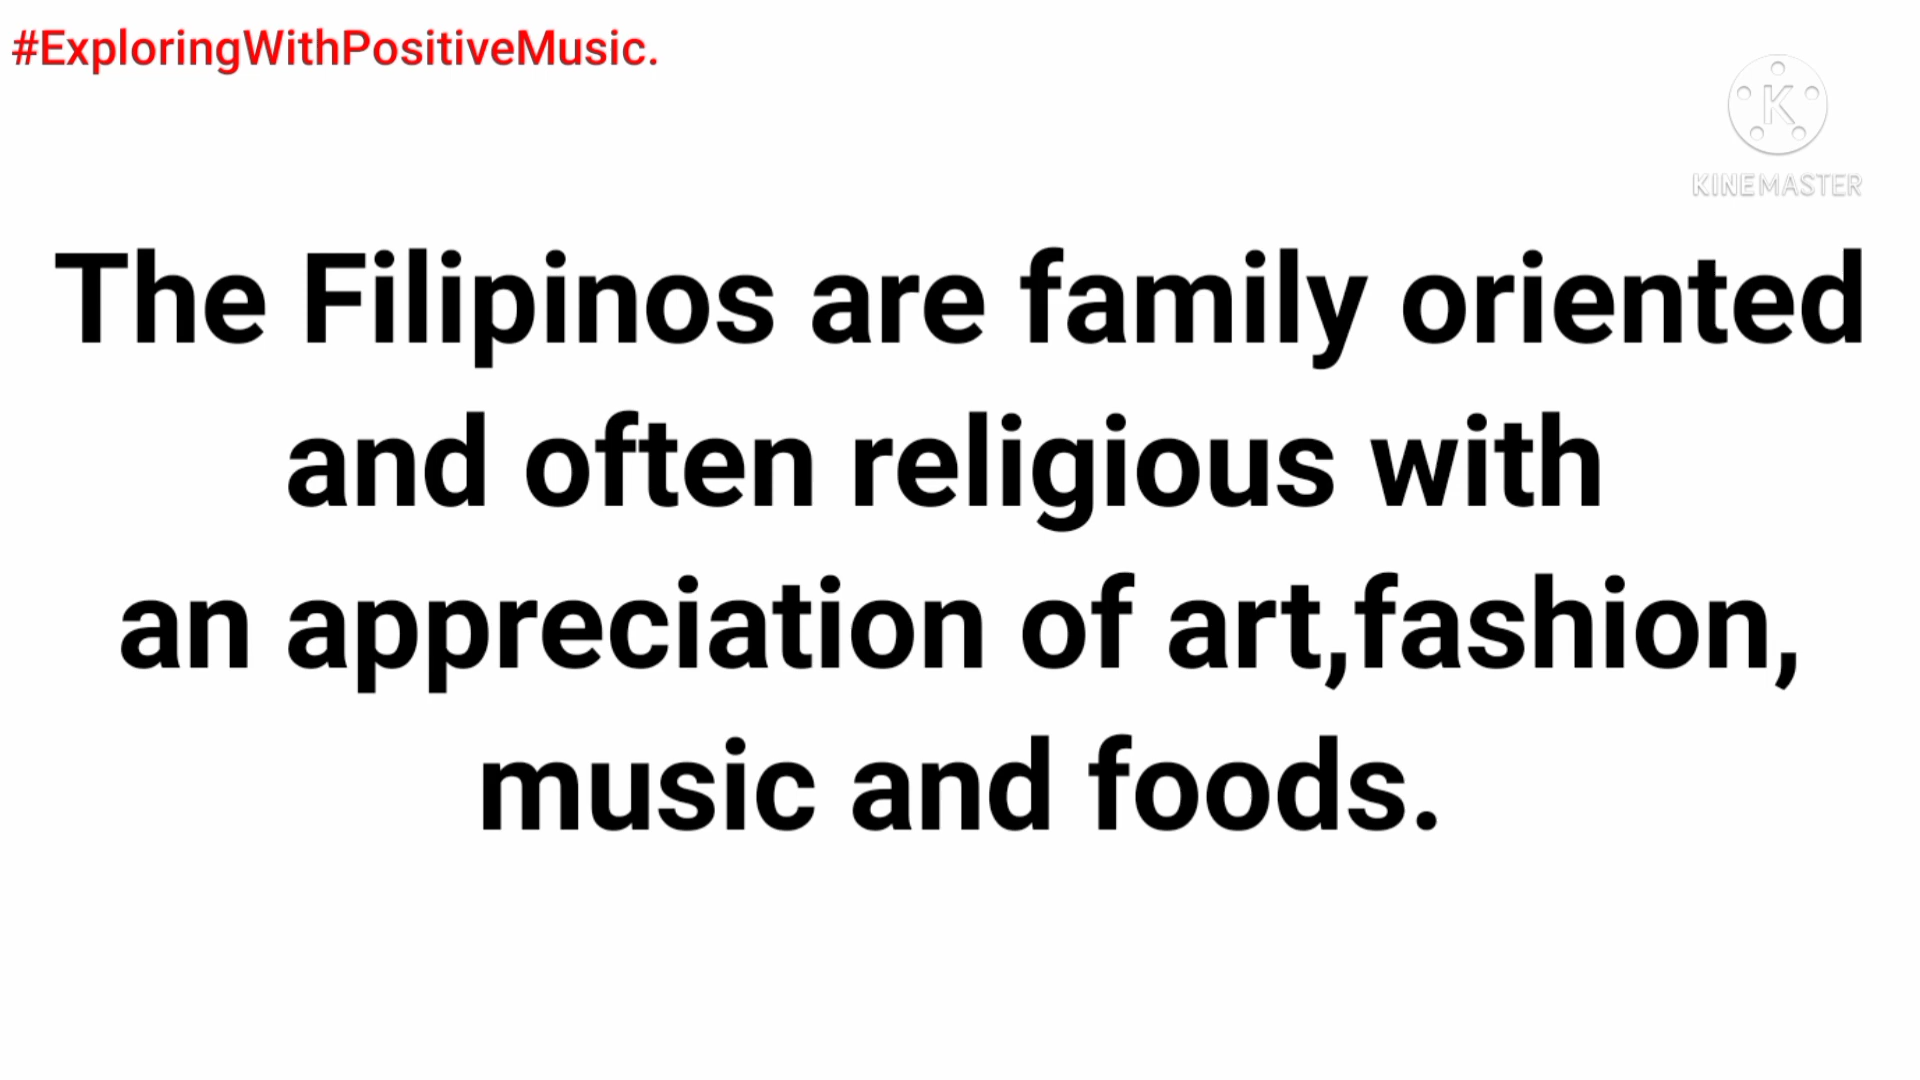 #ExploringWithPositiveMusic.
K
KINEMASTER
The Filipinos are family oriented
and often religious with
an appreciation of art,fashion,
music and foods.